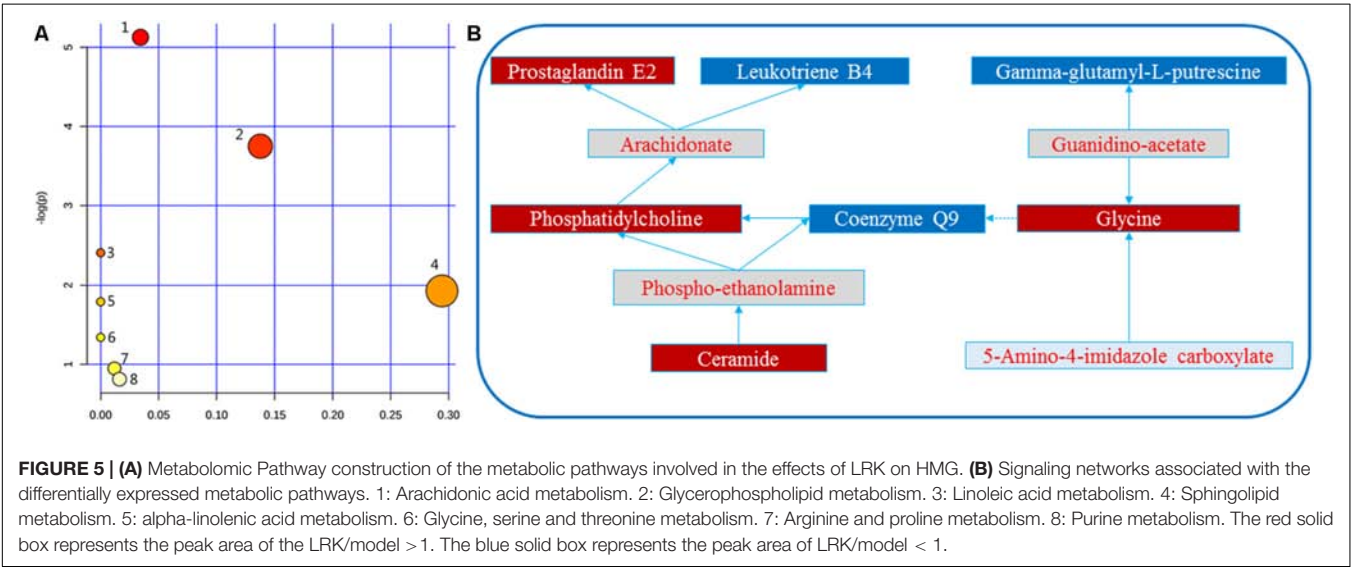 A
-log(p)
5
4
3
2
1
1
2
3
4
5
6
7
8
0.00 0.05 0.10 0.15 0.20 0.25 0.30
B
Prostaglandin E2
Leukotriene B4
Gamma-glutamyl-L-putrescine
Arachidonate
Guanidino-acetate
Phosphatidylcholine
Coenzyme Q9
Glycine
Phospho-ethanolamine
Ceramide
5-Amino-4-imidazole carboxylate
FIGURE 5 | (A) Metabolomic Pathway construction of the metabolic pathways involved in the effects of LRK on HMG. (B) Signaling networks associated with the
differentially expressed metabolic pathways. 1: Arachidonic acid metabolism. 2: Glycerophospholipid metabolism. 3: Linoleic acid metabolism. 4: Sphingolipid
metabolism. 5: alpha-linolenic acid metabolism. 6: Glycine, serine and threonine metabolism. 7: Arginine and proline metabolism. 8: Purine metabolism. The red solid
box represents the peak area of the LRK/model >1. The blue solid box represents the peak area of LRK/model < 1.